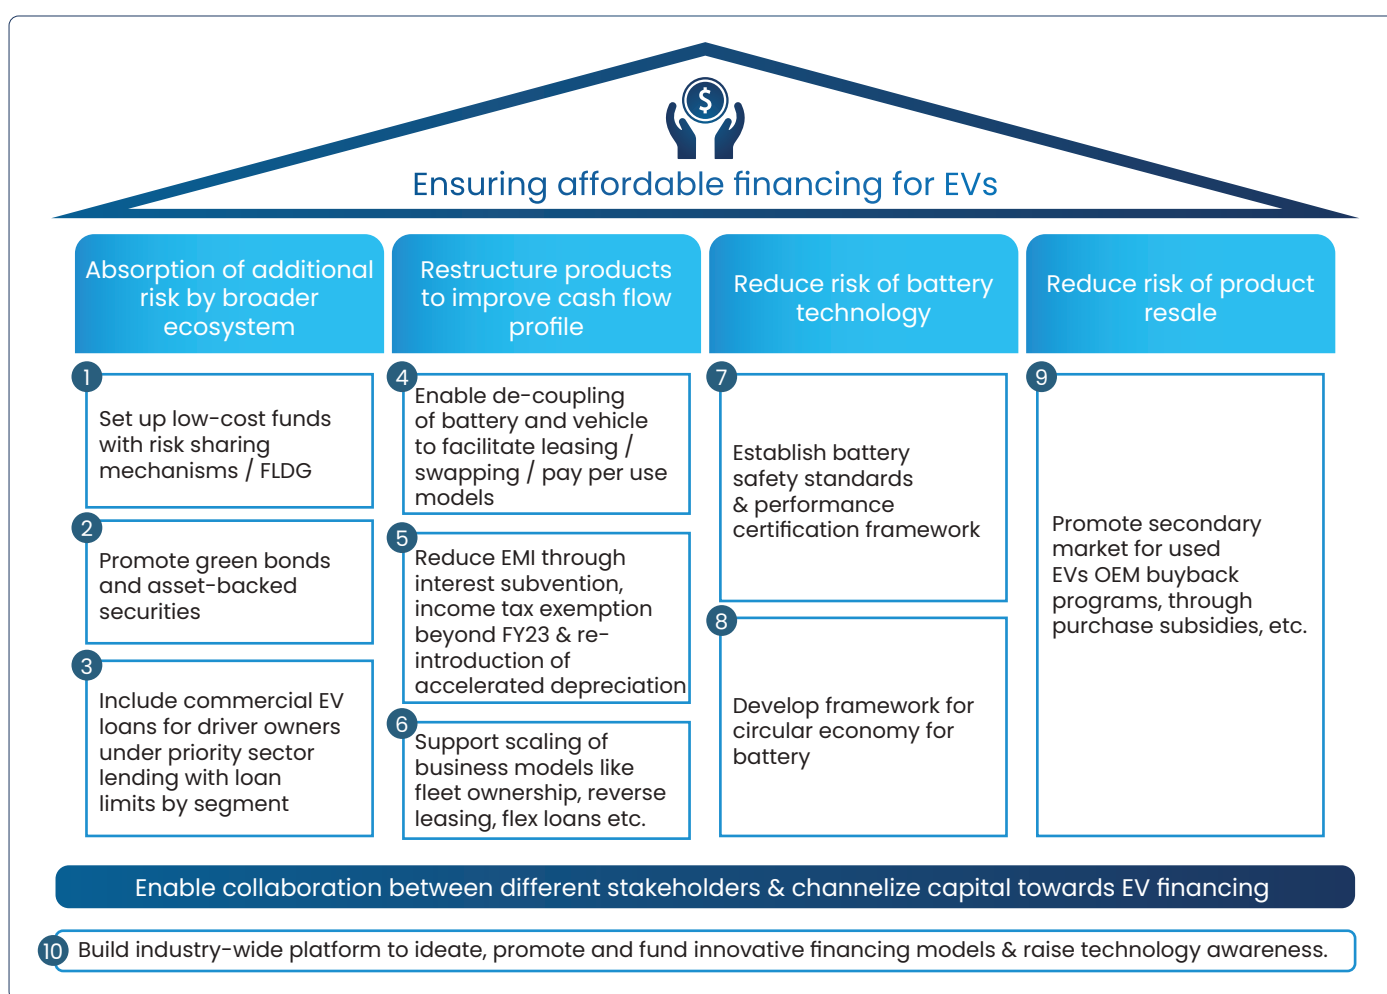 $
Ensuring affordable financing for EVs
Absorption of additional
risk by broader
ecosystem
1
Set up low-cost funds
with risk sharing
mechanisms / FLDG
2
Promote green bonds
and asset-backed
securities
3
Include commercial EV
loans for driver owners
under priority sector
lending with loan
limits by segment
Restructure products
to improve cash flow
profile
4
Enable de-coupling
of battery and vehicle
to facilitate leasing /
swapping / pay per use
models
5
Reduce EMI through
interest subvention,
income tax exemption
beyond FY23 & re-
introduction of
accelerated depreciation
6
Support scaling of
business models like
fleet ownership, reverse
leasing, flex loans etc.
Reduce risk of battery
technology
7
Establish battery
safety standards
& performance
certification framework
8
Develop framework for
circular economy for
battery
Reduce risk of product
resale
9
Promote secondary
market for used
EVs OEM buyback
programs, through
purchase subsidies, etc.
Enable collaboration between different stakeholders & channelize capital towards EV financing
10 Build industry-wide platform to ideate, promote and fund innovative financing models & raise technology awareness.